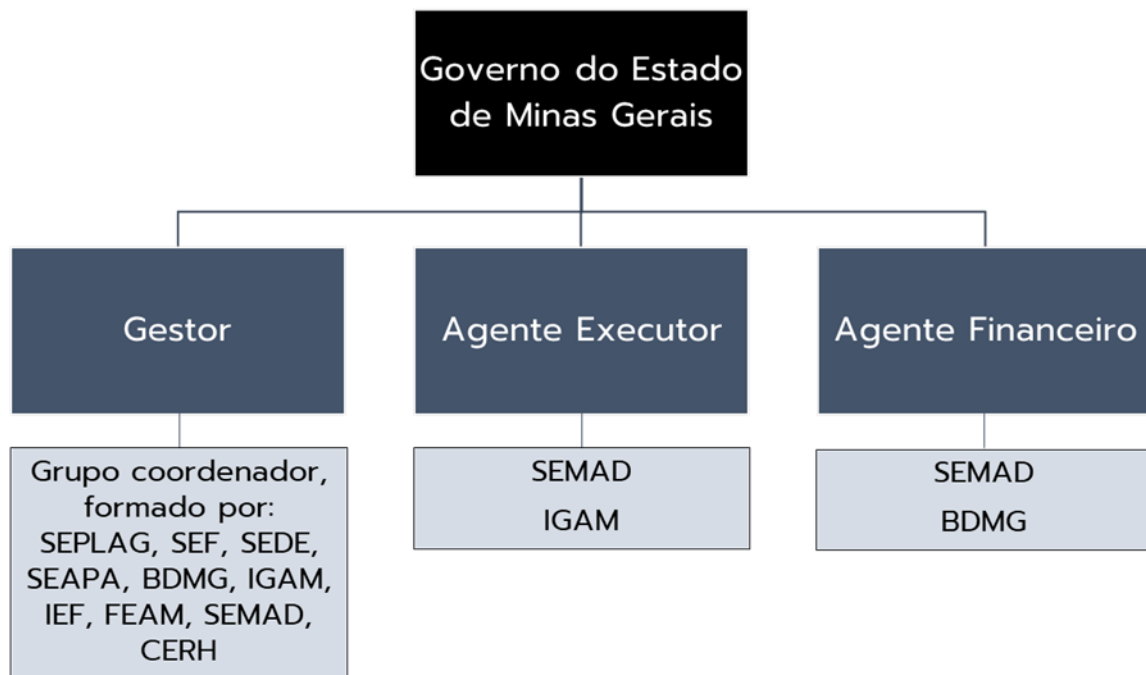 Governo do Estado
de Minas Gerais
Gestor
Agente Executor
Agente Financeiro
Grupo coordenador,
formado por:
SEPLAG, SEF, SEDE,
SEAPA, BDMG, IGAM,
IEF, FEAM, SEMAD,
CERH
SEMAD
IGAM
SEMAD
BDMG